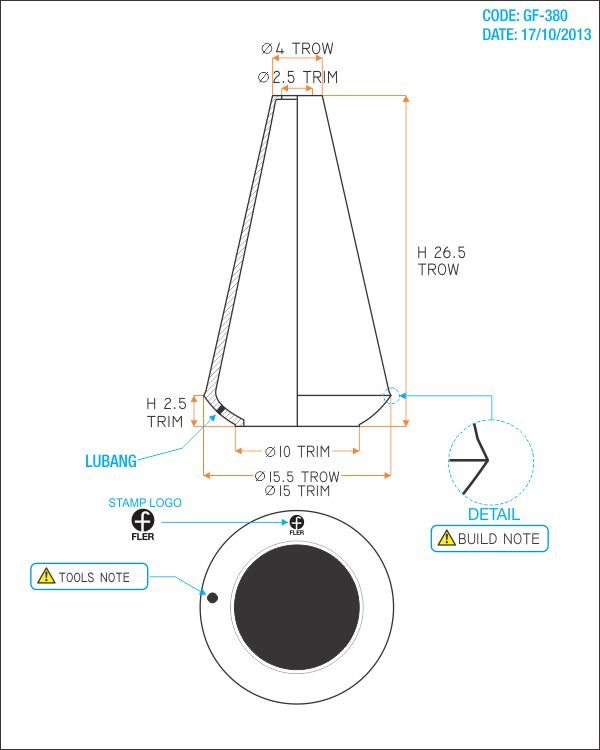 CODE: GF-380
DATE: 17/10/2013
Ø4 TROW
Ø2.5 TRIM
H 26.5
TROW
H 2.5
TRIM
LUBANG
Ø10 TRIM
Ø15.5 TROW
Ø15 TRIM
DETAIL
BUILD NOTE
STAMP LOGO
f
FLER
f
FLER
TOOLS NOTE